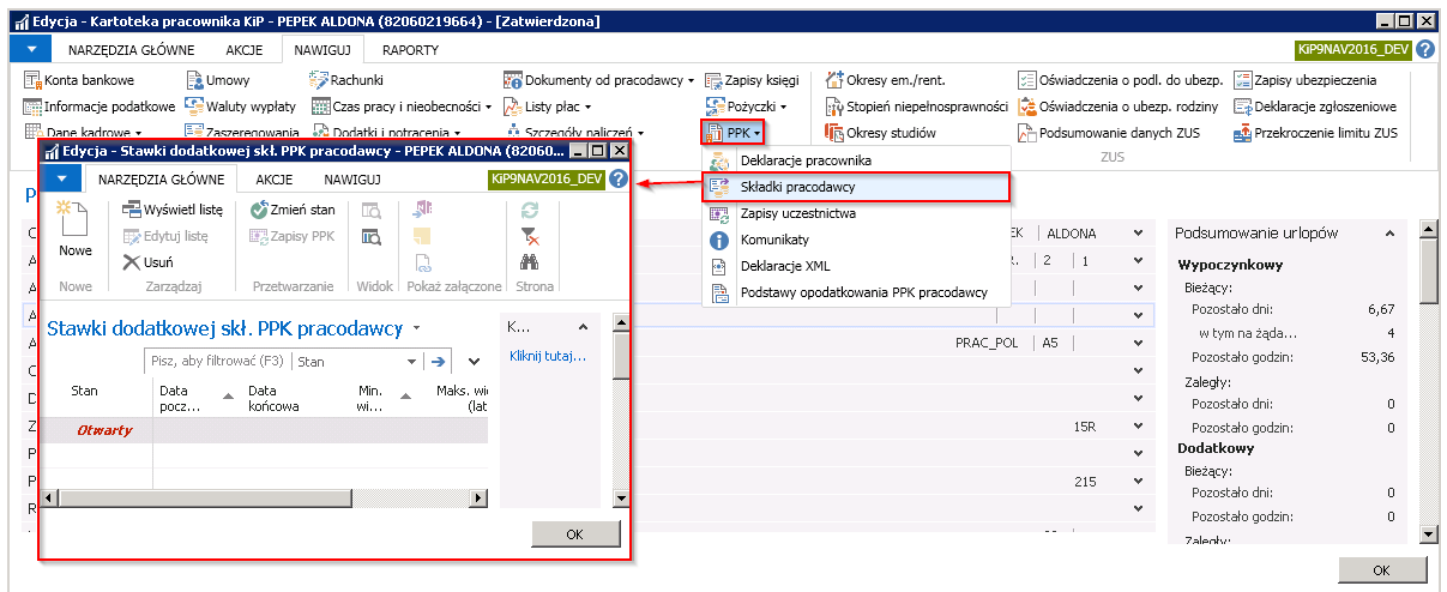 Edycja - Kartoteka pracownika KiP - PEPEK ALDONA (82060219664) - [Zatwierdzona]
NARZĘDZIA GŁÓWNE AKCJE NAWIGUJ RAPORTY KiP9NAV2016_DEV
Konta bankowe Umowy Rachunki Dokumenty od pracodawcy Zapisy księgi Okresy em./rent. Oświadczenia o podl. do ubezp. Zapisy ubezpieczenia
Informacje podatkowe Waluty wypłaty Czas pracy i nieobecności Listy płac Pożyczki Stopień niepełnosprawności Oświadczenia o ubezp. rodziny Deklaracje zgłoszeniowe
Dane kadrowe Zaszeregowania Dodatki i potrącenia Szczegóły naliczeń PPK Okresy studiów Podsumowanie danych ZUS Przekroczenie limitu ZUS
ZUS
Deklaracje pracownika
Składki pracodawcy
Zapisy uczestnictwa
Komunikaty
Deklaracje XML
Podstawy opodatkowania PPK pracodawcy
Edycja - Stawki dodatkowej skł. PPK pracodawcy - PEPEK ALDONA (82060...
NARZĘDZIA GŁÓWNE AKCJE NAWIGUJ KiP9NAV2016_DEV
Nowe
Wyświetl listę
Edytuj listę
Usuń
Zmień stan
Zapisy PPK
Nowe Zarządzaj Przetwarzanie Widok Pokaż załączone Strona
Stawki dodatkowej skł. PPK pracodawcy
Pisz, aby filtrować (F3) Stan
Stan Data pocz... Data końcowa Min. wi... Maks. wi (lat
Otwarty
K...
Kliknij tutaj...
OK
EK ALDONA
R. 2 1
PRAC_POL A5
15R
215
Podsumowanie urlopów
Wypoczynkowy
Bieżący:
Pozostało dni: 6,67
w tym na żąda... 4
Pozostało godzin: 53,36
Zaległy:
Pozostało dni: 0
Pozostało godzin: 0
Dodatkowy
Bieżący:
Pozostało dni: 0
Pozostało godzin: 0
Zaległy:
OK